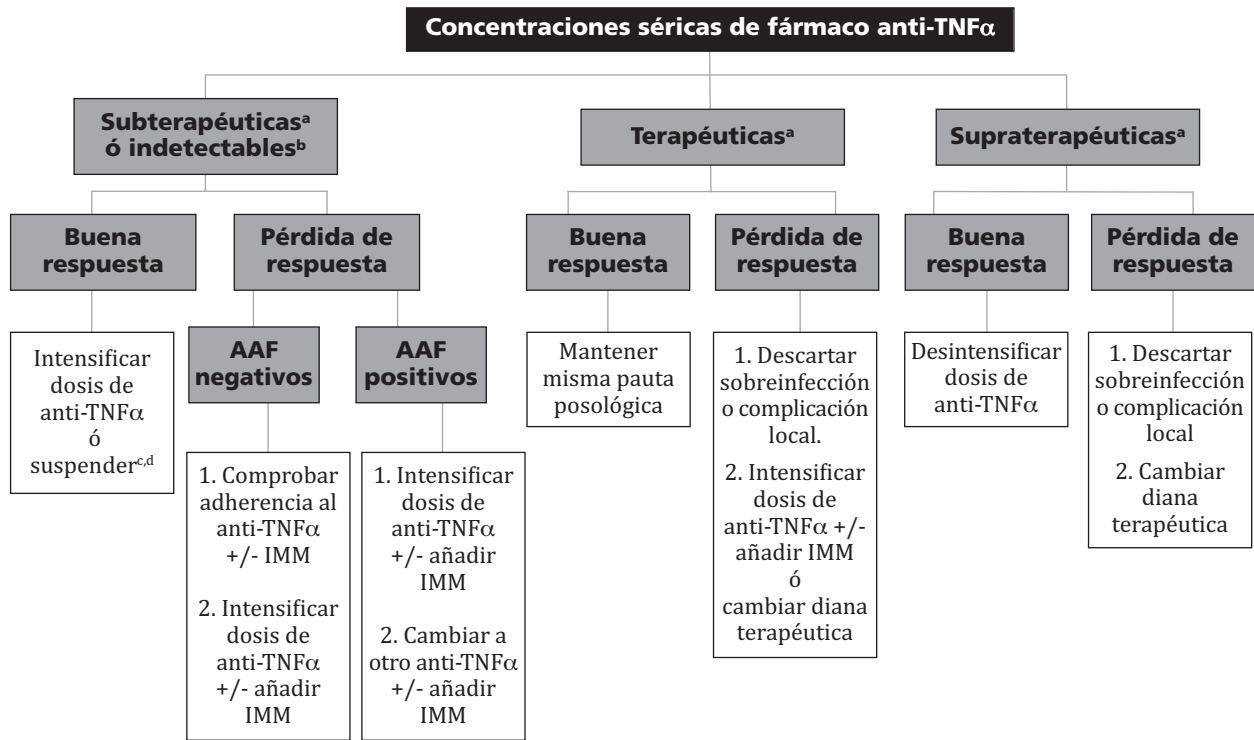 Concentraciones séricas de fármaco anti-TNFα
Subterapéuticasᵃ
ó indetectablesᵇ
Terapéuticasᵃ
Supraterapéuticasᵃ
Buena
respuesta
Pérdida de
respuesta
Buena
respuesta
Pérdida de
respuesta
Buena
respuesta
Pérdida de
respuesta
Intensificar
dosis de
anti-TNFα
ó
suspenderᶜ,ᵈ
AAF
negativos
AAF
positivos
1. Comprobar
adherencia al
anti-TNFα
+/- IMM
2. Intensificar
dosis de
anti-TNFα
+/- añadir
IMM
1. Intensificar
dosis de
anti-TNFα
+/- añadir
IMM
2. Cambiar a
otro anti-TNFα
+/- añadir
IMM
Mantener
misma pauta
posológica
1. Descartar
sobreinfección
o complicación
local.
2. Intensificar
dosis de
anti-TNFα +/-
añadir IMM
ó
cambiar diana
terapéutica
Desintensificar
dosis de
anti-TNFα
1. Descartar
sobreinfección
o complicación
local
2. Cambiar
diana
terapéutica